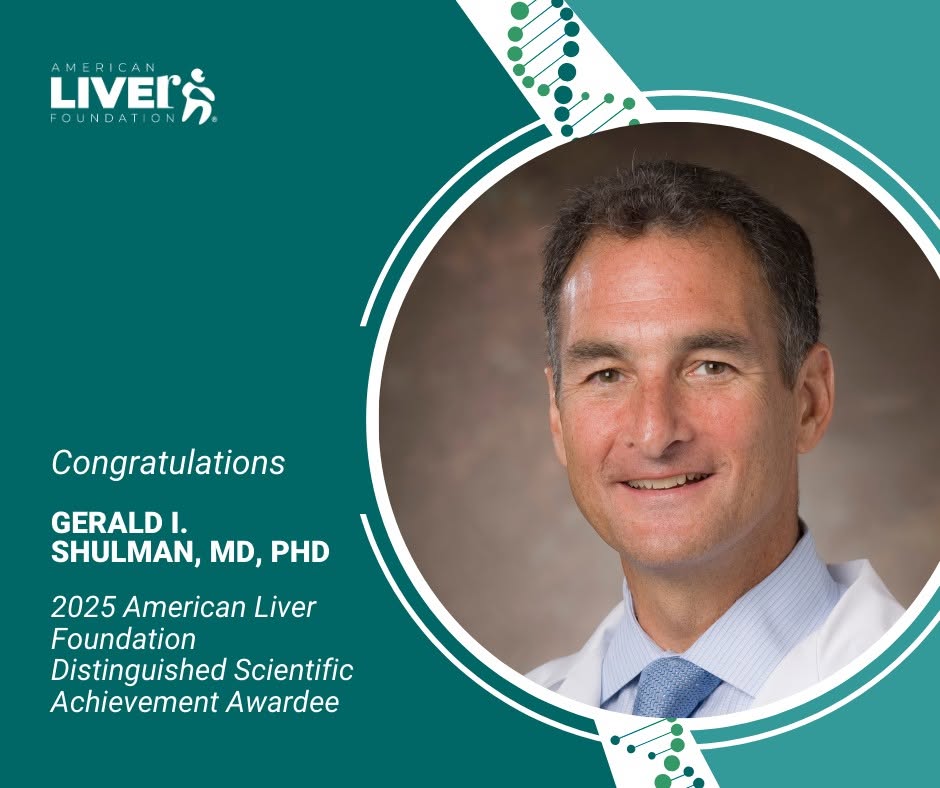 AMERICAN
LIVER
FOUNDATION
Congratulations
GERALD I.
SHULMAN, MD, PHD
2025 American Liver
Foundation
Distinguished Scientific
Achievement Awardee